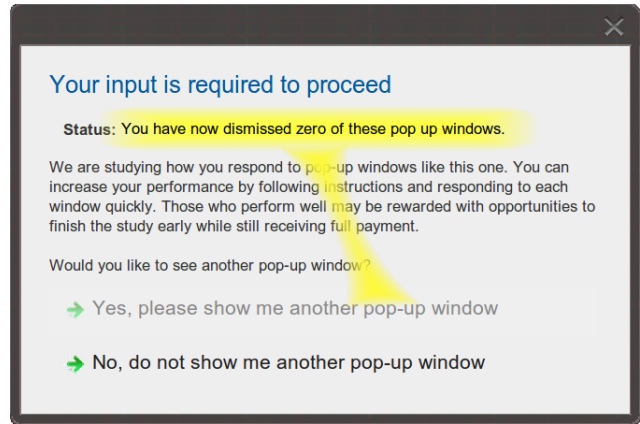 Your input is required to proceed
Status: You have now dismissed zero of these pop up windows.
We are studying how you respond to pop-up windows like this one. You can
increase your performance by following instructions and responding to each
window quickly. Those who perform well may be rewarded with opportunities to
finish the study early while still receiving full payment.
Would you like to see another pop-up window?
Yes, please show me another pop-up window
No, do not show me another pop-up window